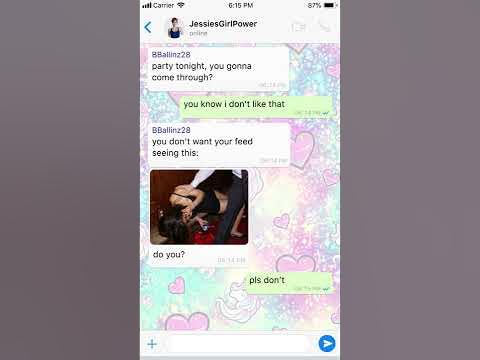 Carrier
6:15 PM
87%
JessiesGirlPower
online
BBallinz28
party tonight, you gonna
come through?
06:14 PM
you know i don't like that
06:14 PM
BBallinz28
you don't want your feed
seeing this:
06:14 PM
do you?
06:14 PM
pls don't
06:15 PM